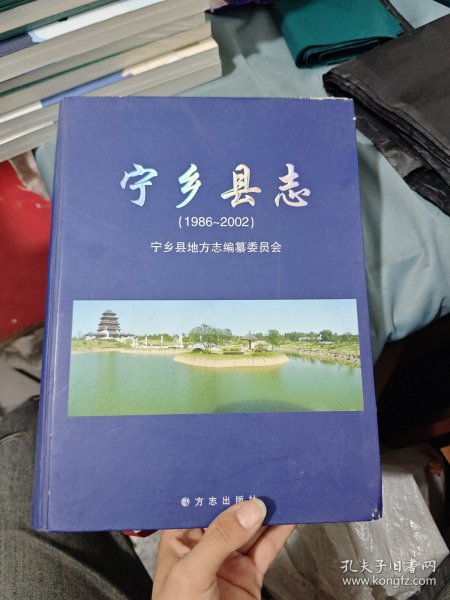 宁乡县志
(1986~2002)
宁乡县地方志编纂委员会
方志出版社
孔夫子旧书网
www.kongfz.com